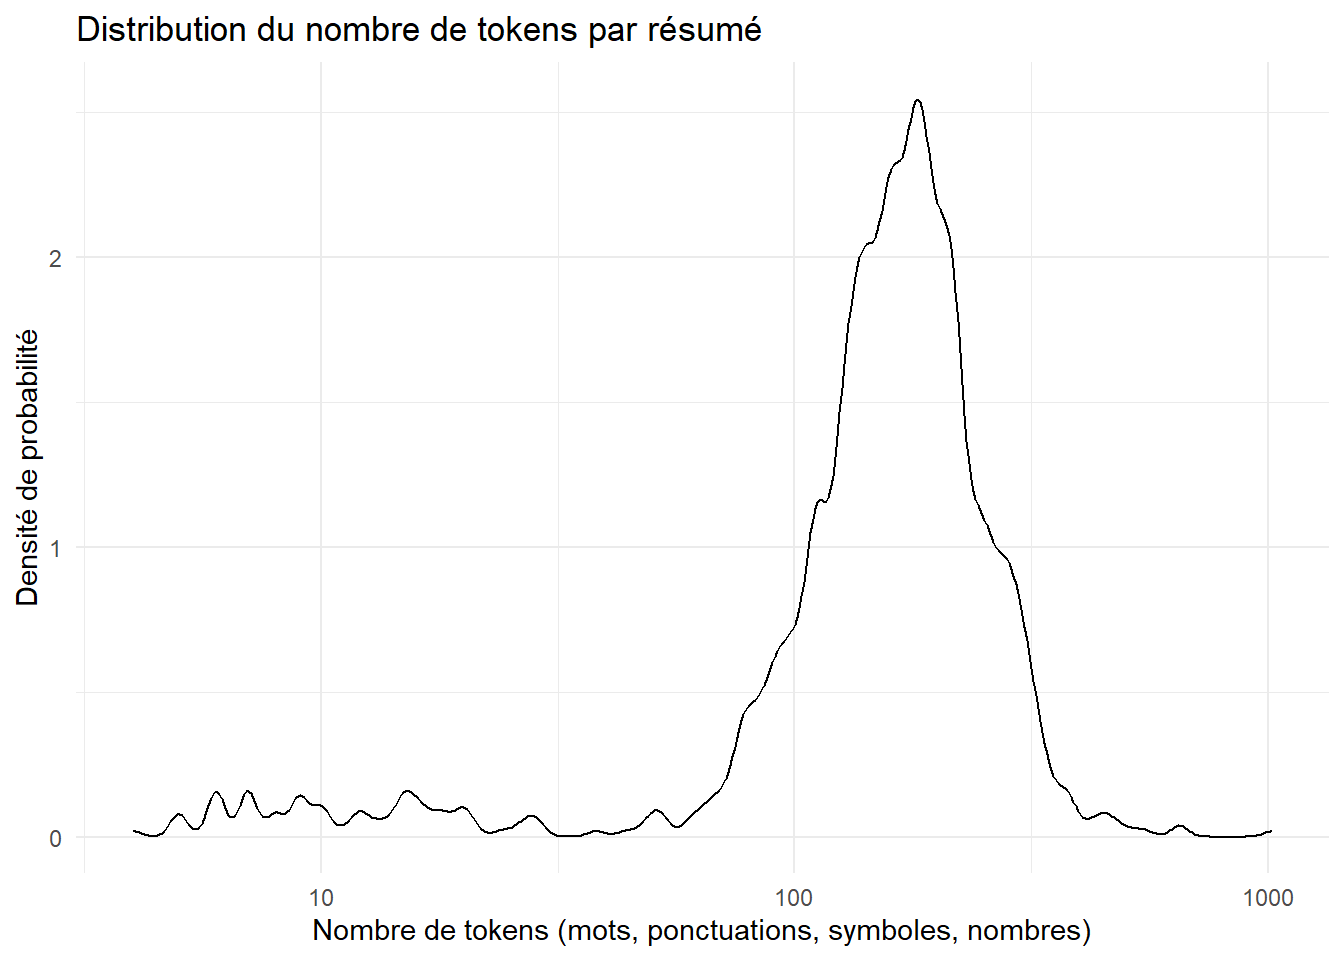 Distribution du nombre de tokens par résumé
Densité de probabilité
2
1
0
10
100
1000
Nombre de tokens (mots, ponctuations, symboles, nombres)